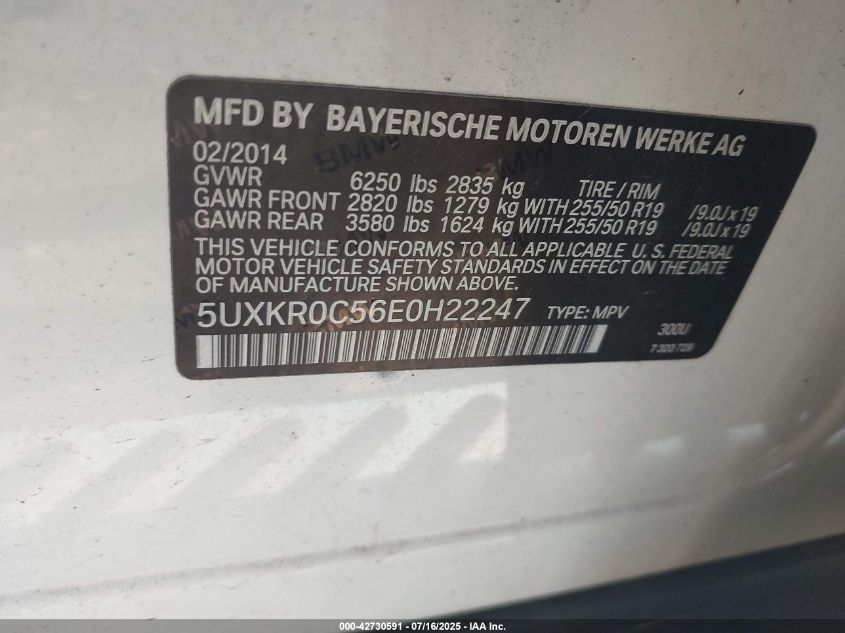 MFD BY BAYERISCHE MOTOREN WERKE AG
02/2014
GVWR 6250 lbs 2835 kg TIRE / RIM
GAWR FRONT 2820 lbs 1279 kg WITH 255/50 R19 /9.0J x 19
GAWR REAR 3580 lbs 1624 kg WITH 255/50 R19 /9.0J x 19
THIS VEHICLE CONFORMS TO ALL APPLICABLE U. S. FEDERAL
MOTOR VEHICLE SAFETY STANDARDS IN EFFECT ON THE DATE
OF MANUFACTURE SHOWN ABOVE.
5UXKR0C56E0H22247 TYPE: MPV 300U
7 323 729
000-42730591 - 07/16/2025 - IAA Inc.